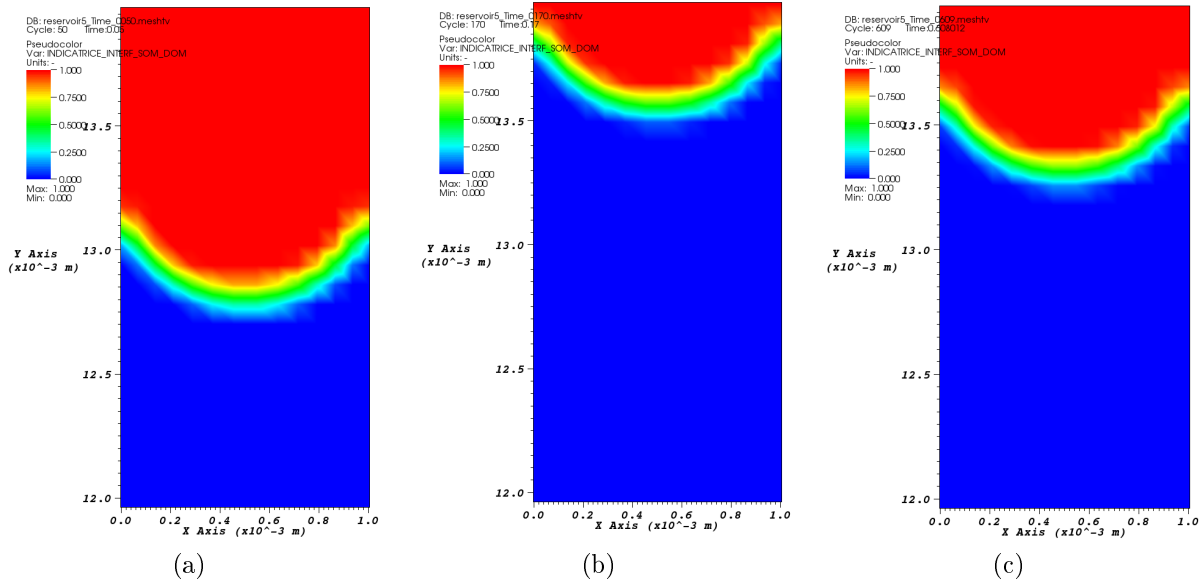 DB: reservoir5_Time_0050.meshtv
Cycle: 50 Time:0.05
Pseudocolor
Var: INDICATRICE_INTERF_SOM_DOM
Units: -
1.000
0.7500
0.5000
0.2500
0.000
Max: 1.000
Min: 0.000
13.5
13.0
12.5
12.0
Y Axis
(x10^-3 m)
0.0 0.2 0.4 0.6 0.8 1.0
X Axis (x10^-3 m)
(a)
DB: reservoir5_Time_0170.meshtv
Cycle: 170 Time:0.17
Pseudocolor
Var: INDICATRICE_INTERF_SOM_DOM
Units: -
1.000
0.7500
0.5000
0.2500
0.000
Max: 1.000
Min: 0.000
13.5
13.0
12.5
12.0
Y Axis
(x10^-3 m)
0.0 0.2 0.4 0.6 0.8 1.0
X Axis (x10^-3 m)
(b)
DB: reservoir5_Time_0609.meshtv
Cycle: 609 Time:0.608012
Pseudocolor
Var: INDICATRICE_INTERF_SOM_DOM
Units: -
1.000
0.7500
0.5000
0.2500
0.000
Max: 1.000
Min: 0.000
13.5
13.0
12.5
12.0
Y Axis
(x10^-3 m)
0.0 0.2 0.4 0.6 0.8 1.0
X Axis (x10^-3 m)
(c)